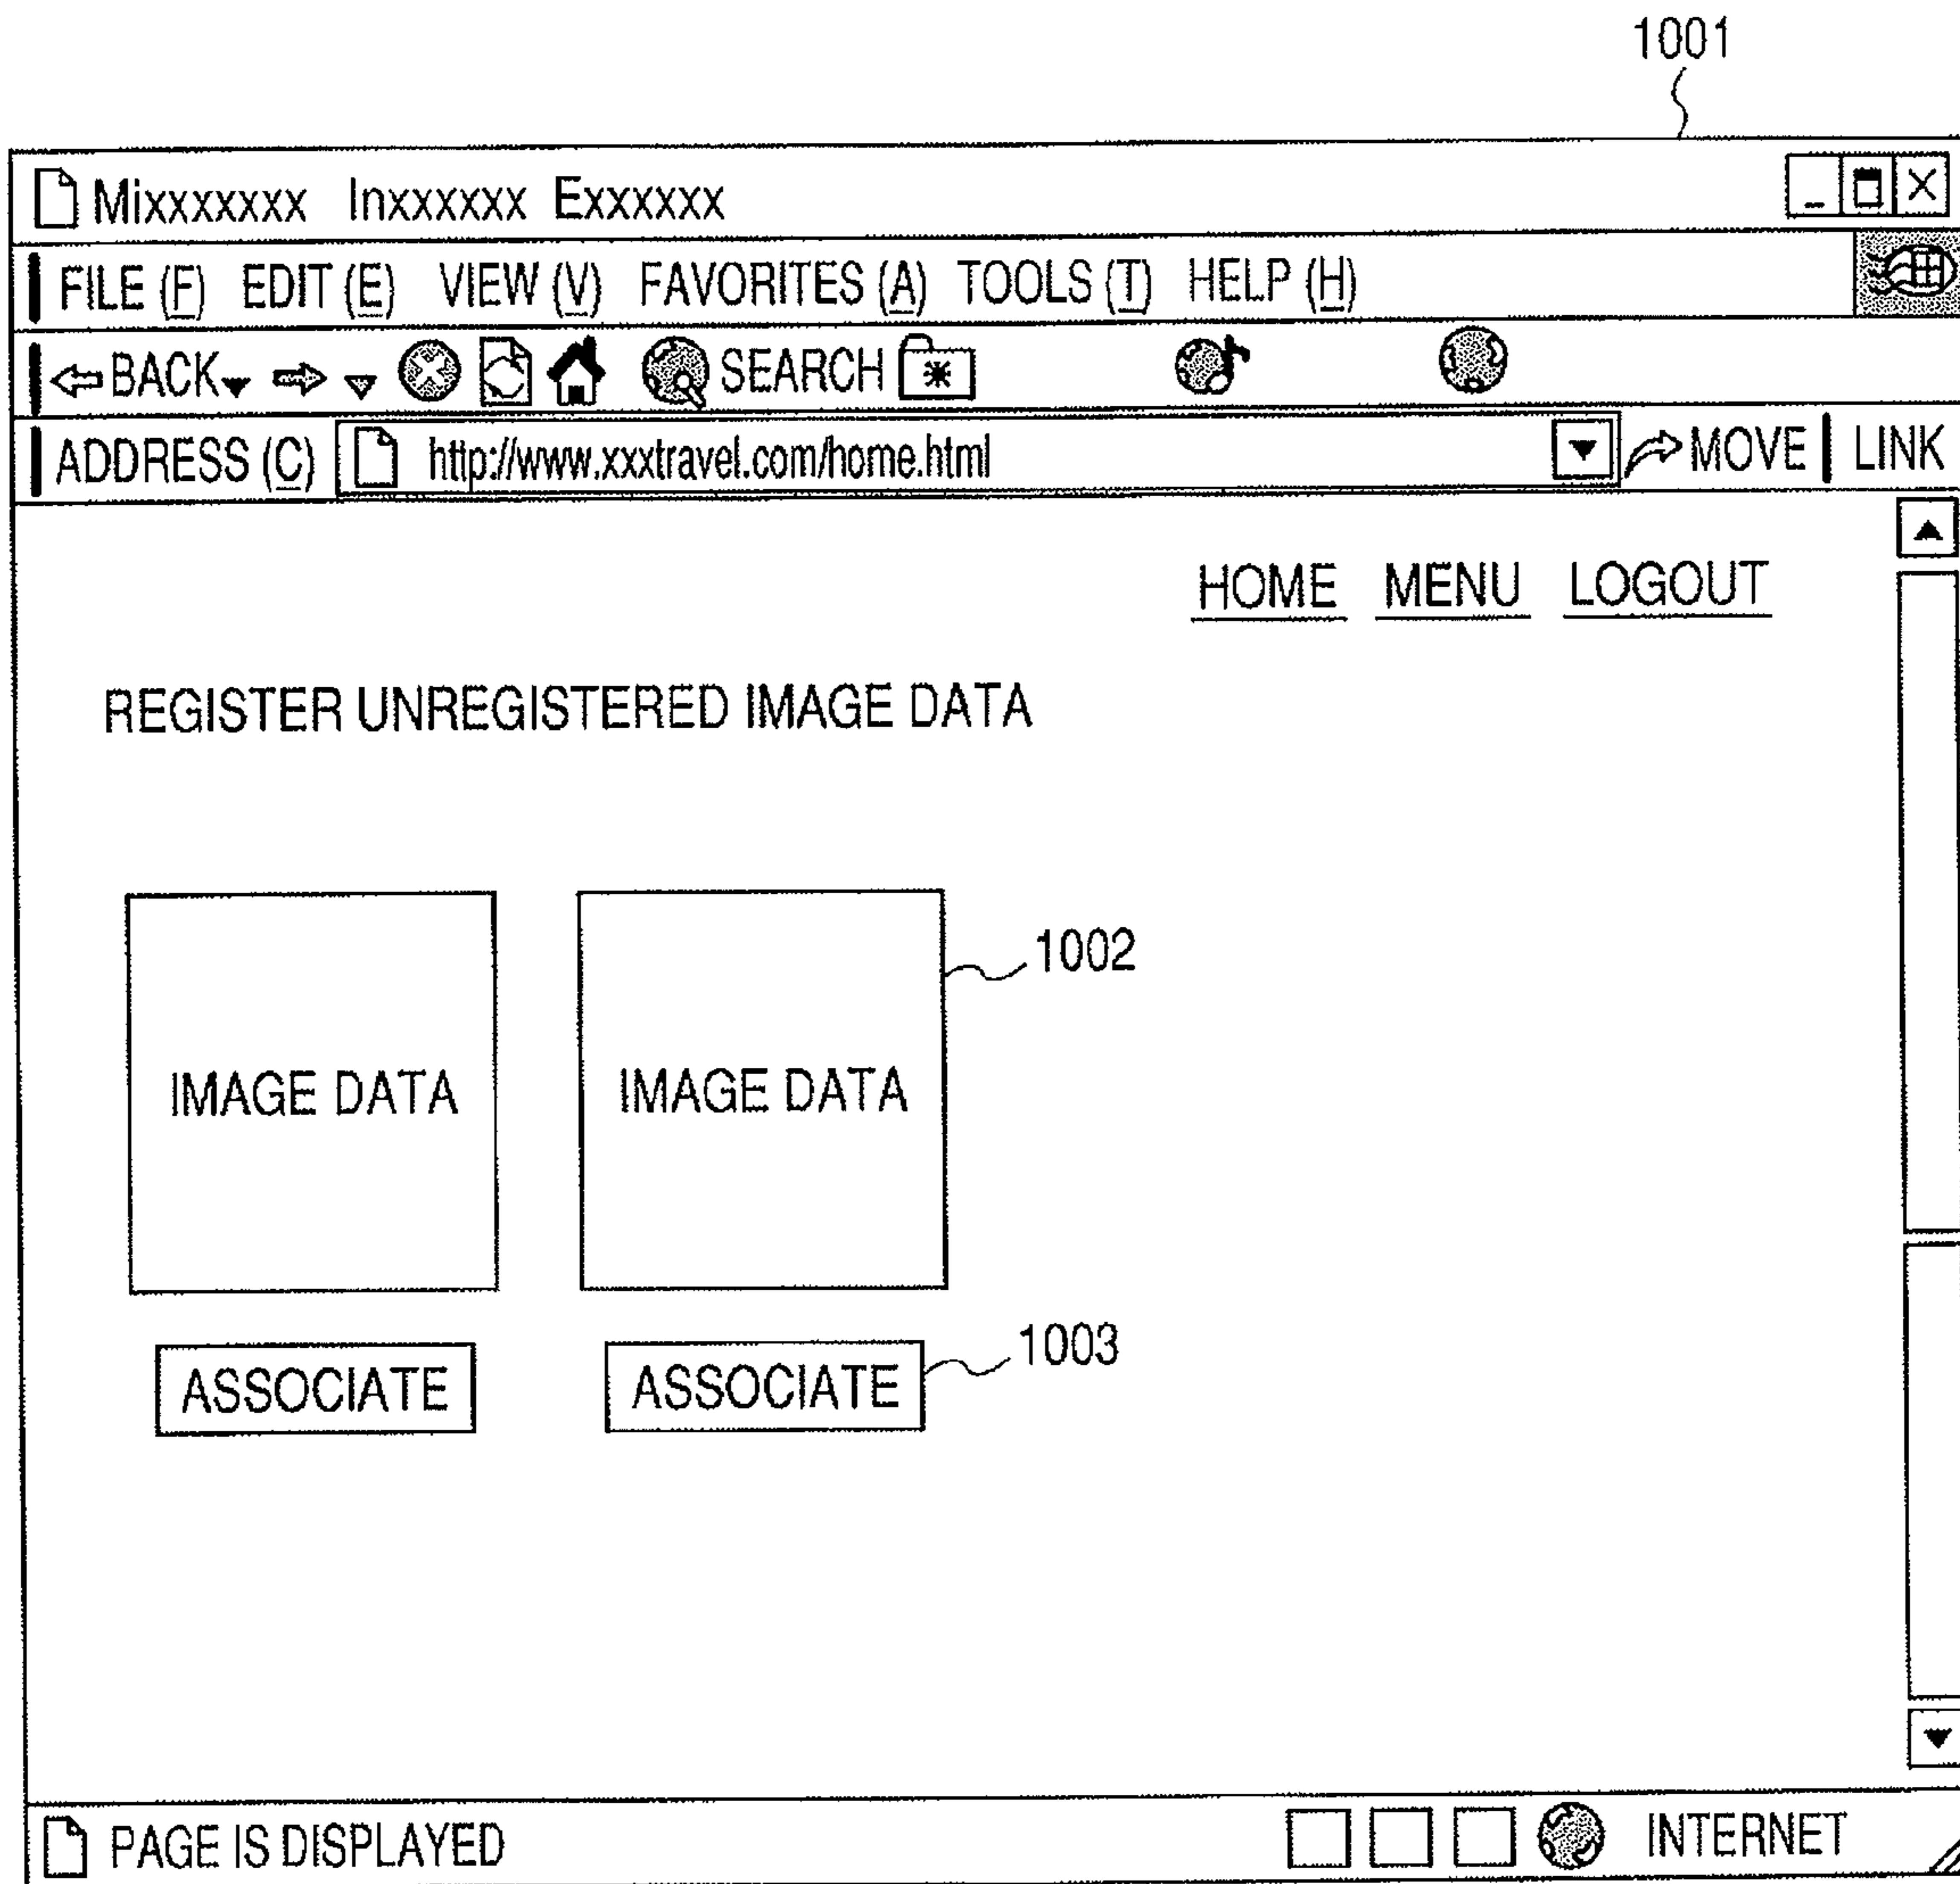 1001
Mixxxxxxx Inxxxxxx Exxxxxx
FILE (F) EDIT (E) VIEW (V) FAVORITES (A) TOOLS (T) HELP (H)
BACK SEARCH
ADDRESS (C) http://www.xxxtravel.com/home.html MOVE LINK
HOME MENU LOGOUT
REGISTER UNREGISTERED IMAGE DATA
1002
IMAGE DATA IMAGE DATA
1003
ASSOCIATE ASSOCIATE
PAGE IS DISPLAYED INTERNET